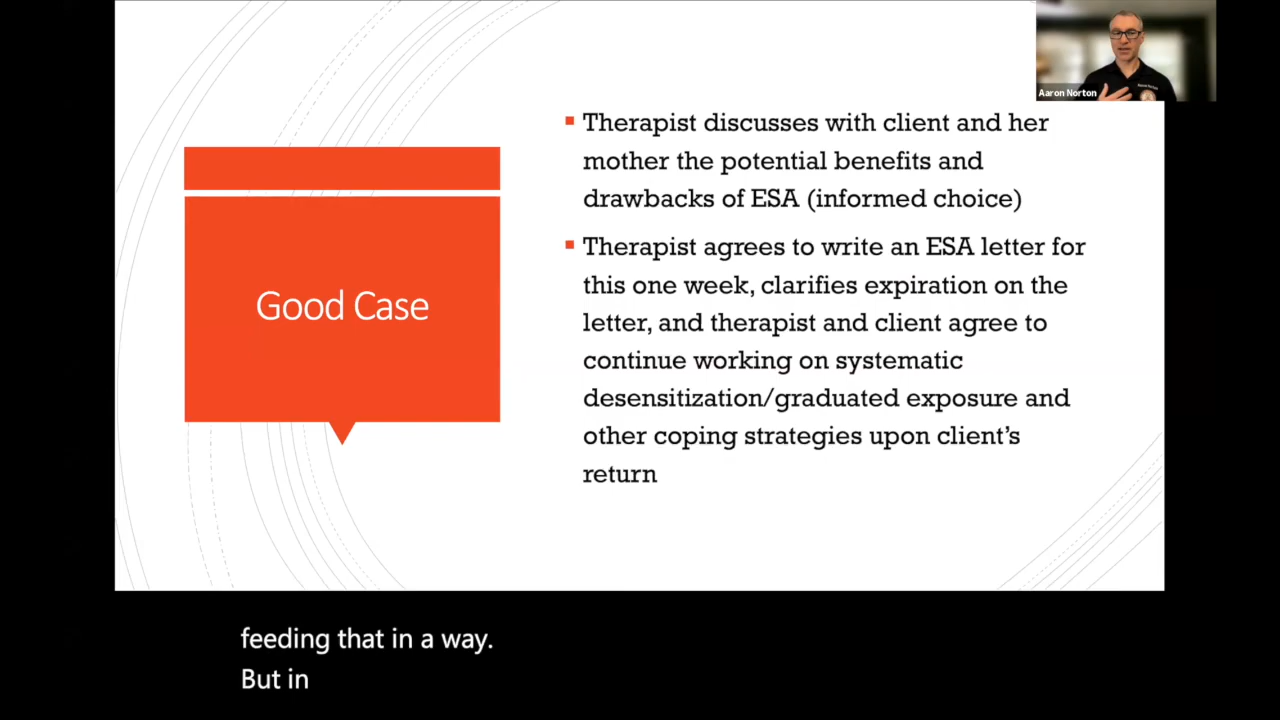 Aaron Norton
Therapist discusses with client and her
mother the potential benefits and
drawbacks of ESA (informed choice)
Therapist agrees to write an ESA letter for
this one week, clarifies expiration on the
letter, and therapist and client agree to
continue working on systematic
desensitization/graduated exposure and
other coping strategies upon client's
return
Good Case
feeding that in a way.
But in